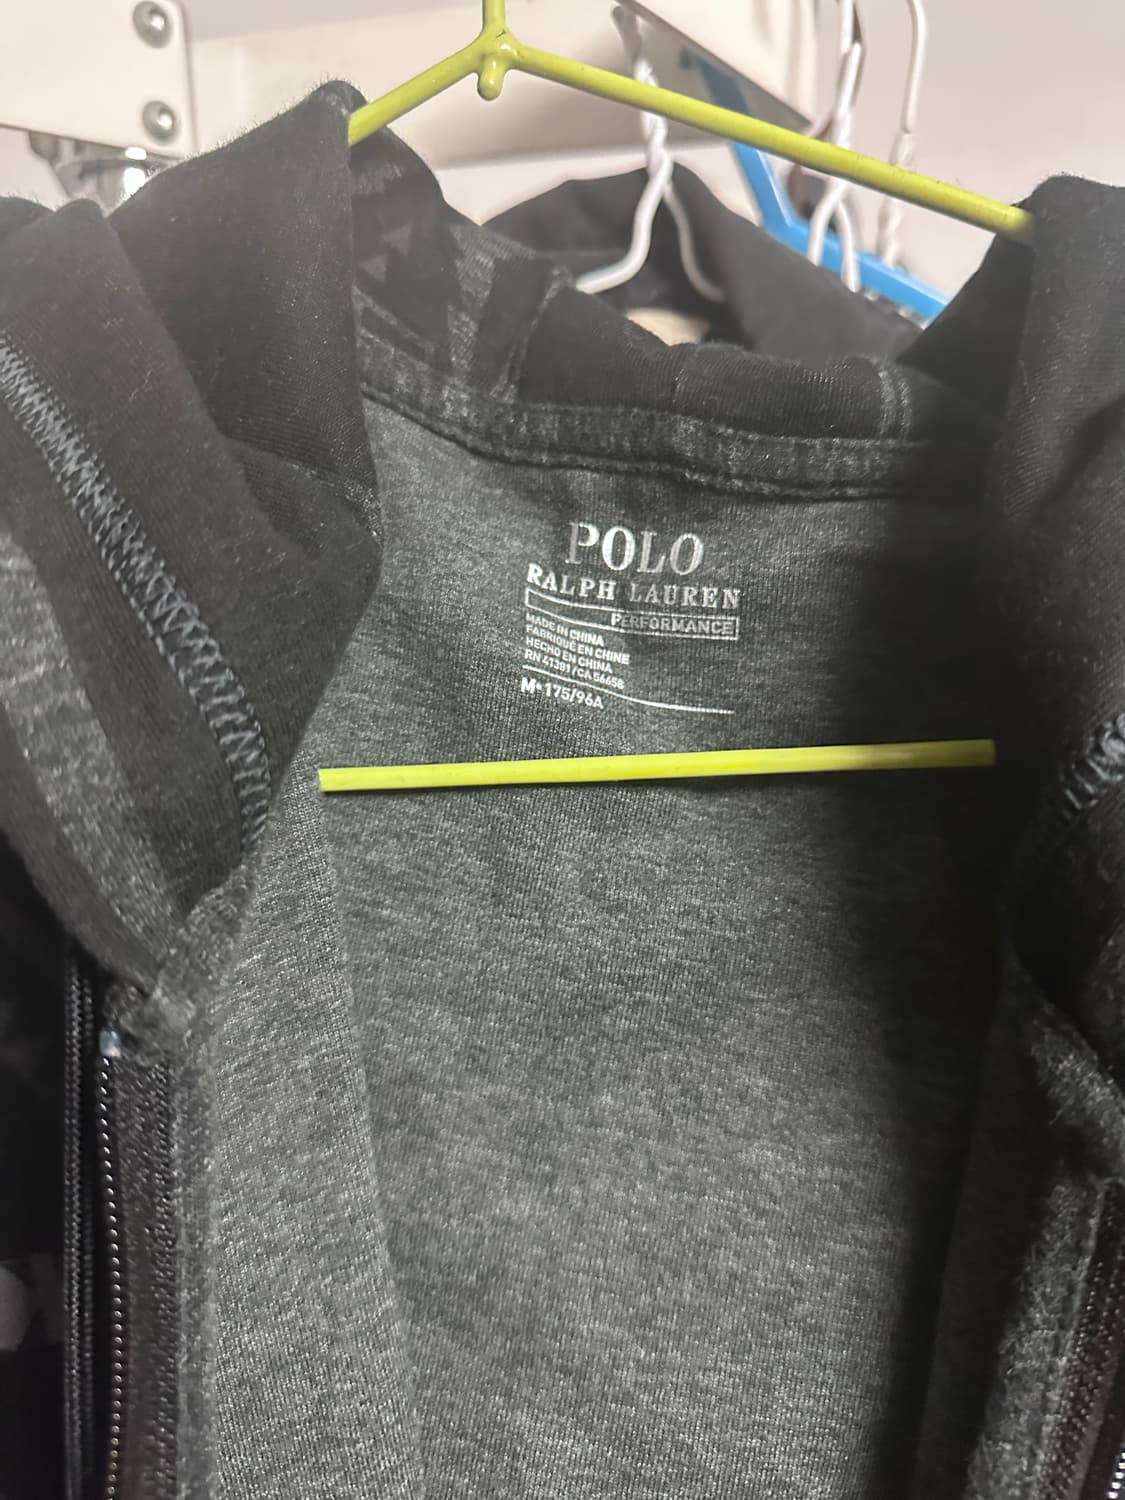 POLO
RALPH LAUREN
PERFORMANCE
MADE IN CHINA
FABRIQUÉ EN CHINE
HECHO EN CHINA
RN 41381 / CA 56658
M•175/96A